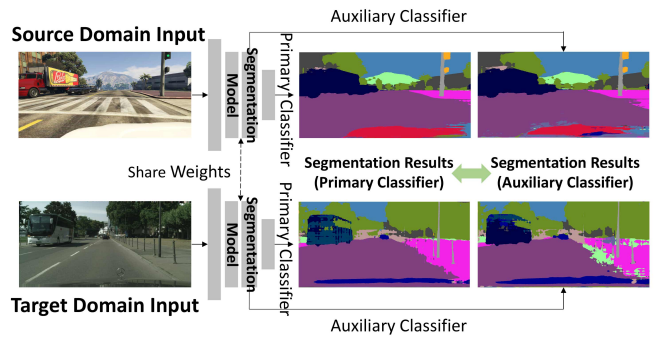 Auxiliary Classifier
Source Domain Input
Segmentation
Model
Primary
Classifier
Share Weights
Segmentation Results
(Primary Classifier)
Segmentation Results
(Auxiliary Classifier)
Segmentation
Model
Primary
Classifier
Target Domain Input
Auxiliary Classifier